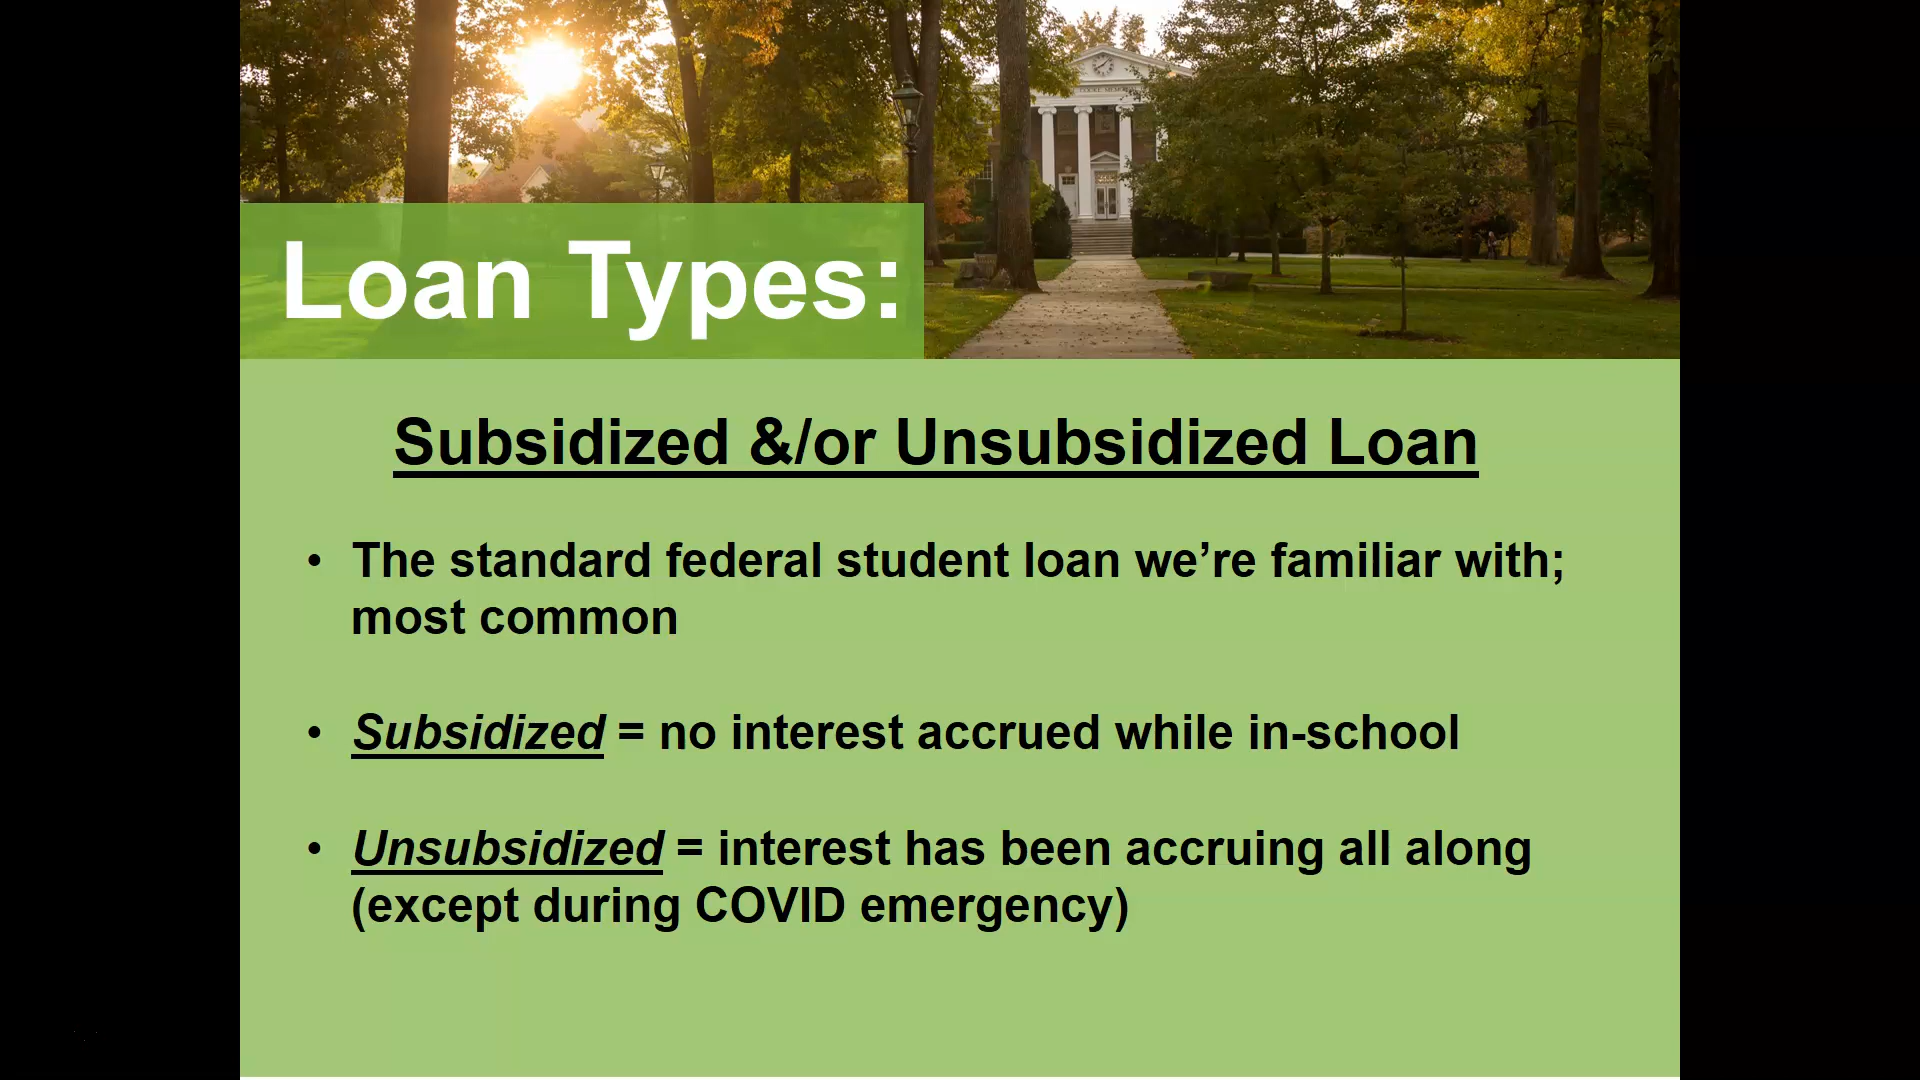 Loan Types:
Subsidized &/or Unsubsidized Loan
• The standard federal student loan we’re familiar with;
most common
• Subsidized = no interest accrued while in-school
• Unsubsidized = interest has been accruing all along
(except during COVID emergency)